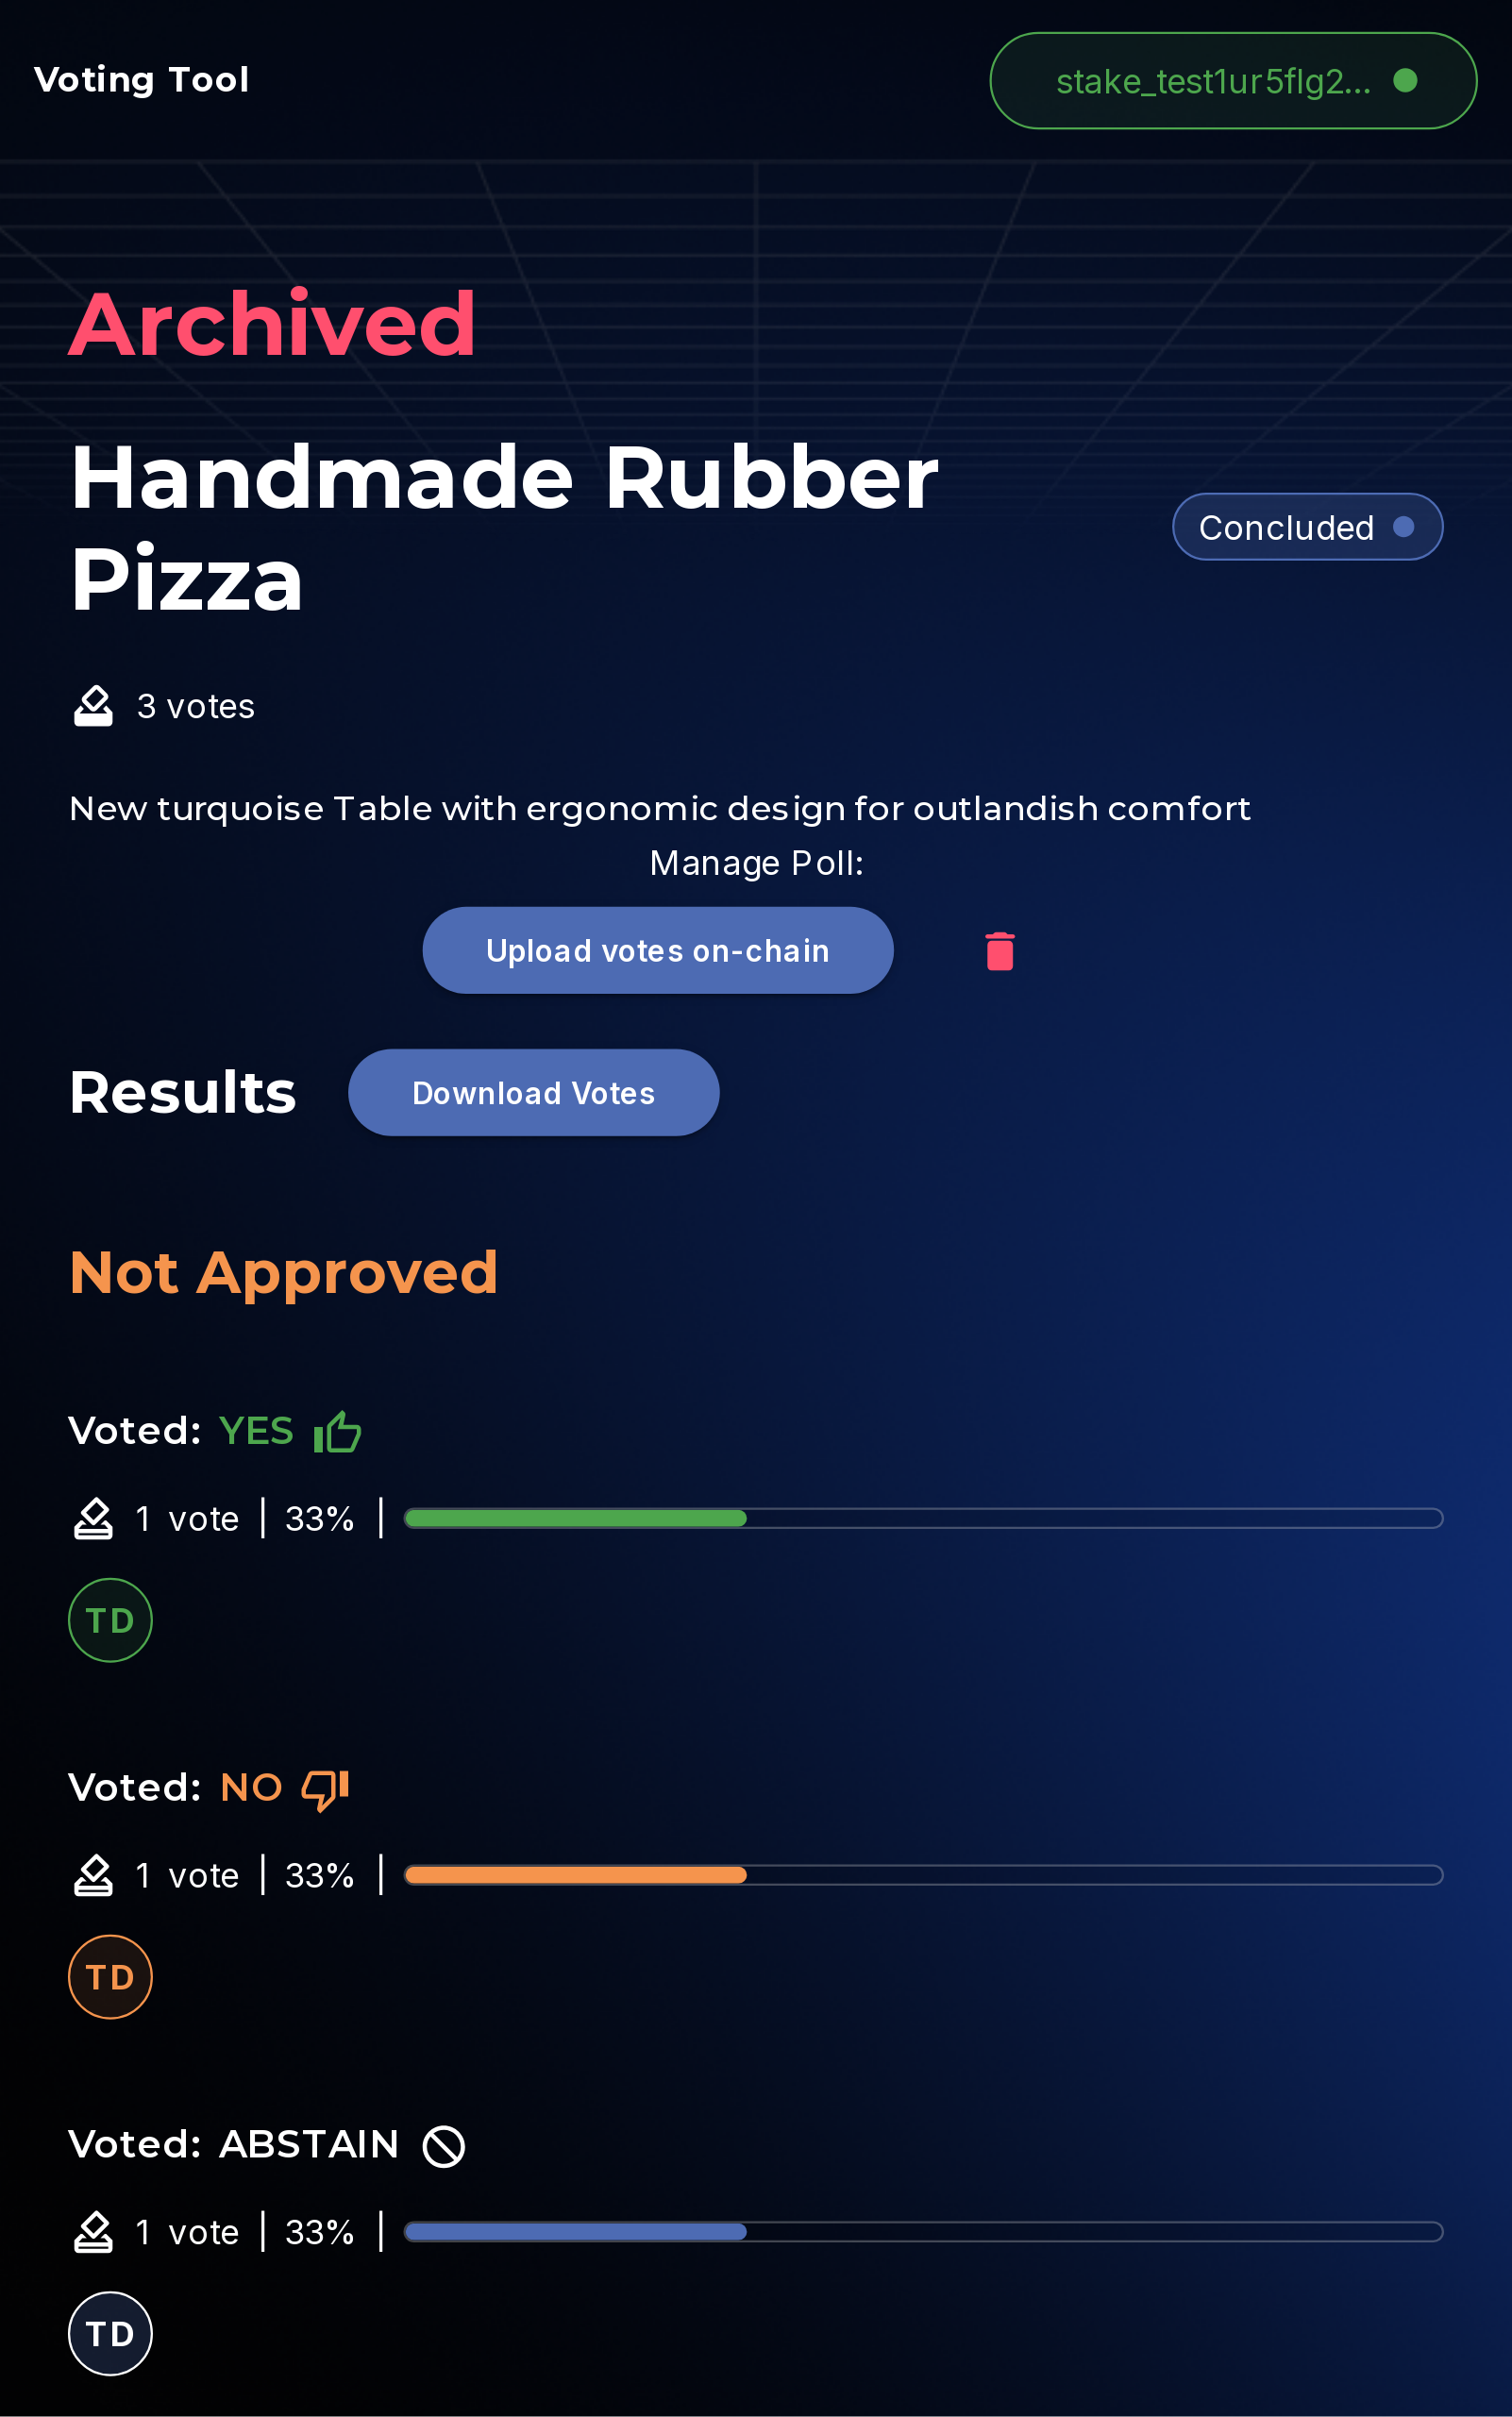 Voting Tool
stake_test1ur5flg2...
Archived
Handmade Rubber
Pizza
Concluded
3 votes
New turquoise Table with ergonomic design for outlandish comfort
Manage Poll:
Upload votes on-chain
Results
Download Votes
Not Approved
Voted: YES
1 vote | 33% |
TD
Voted: NO
1 vote | 33% |
TD
Voted: ABSTAIN
1 vote | 33% |
TD